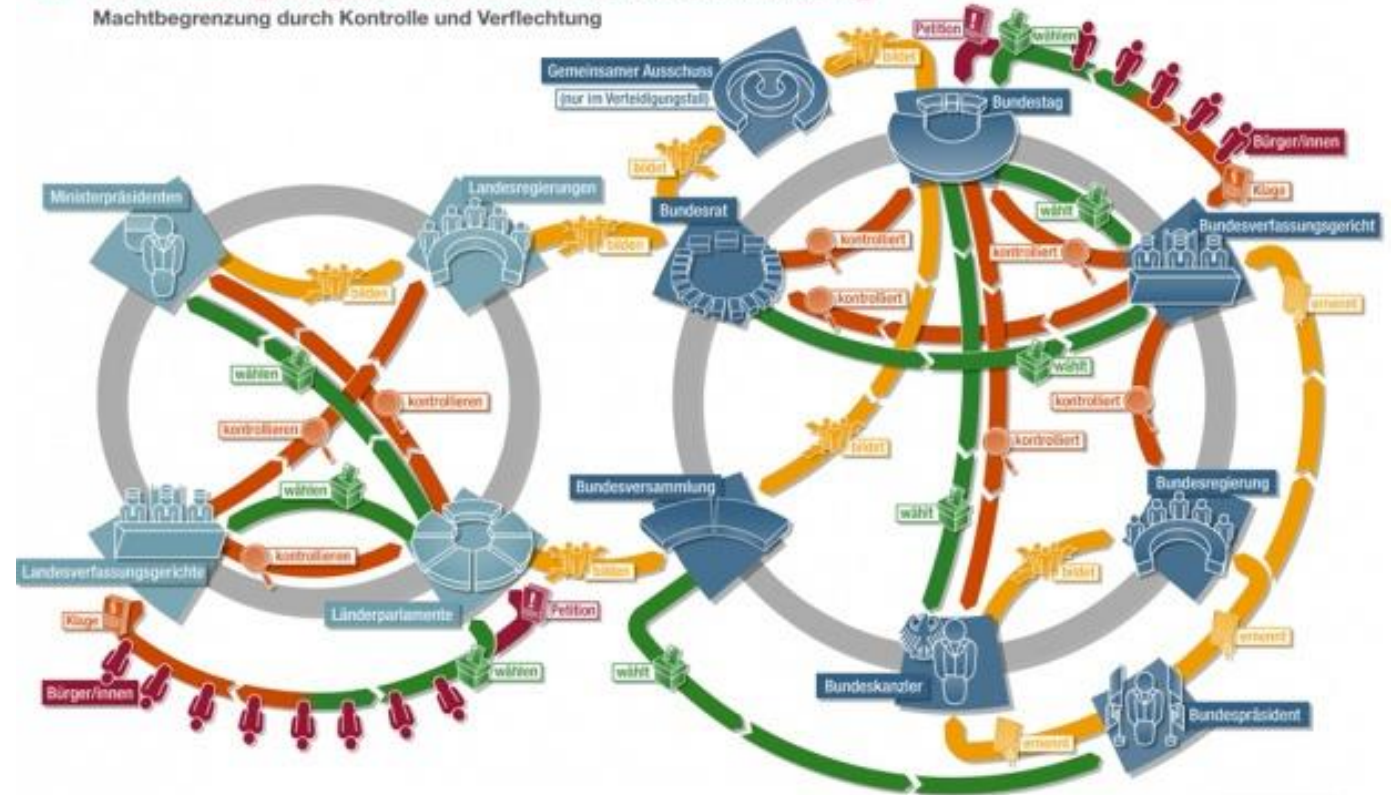 Machtbegrenzung durch Kontrolle und Verflechtung
Petition
wählen
bildet
Gemeinsamer Ausschuss
(nur im Verteidigungsfall)
Bundestag
Bürger/innen
bildet
Klage
Ministerpräsidenten
Landesregierungen
Bundesrat
wählt
Bundesverfassungsgericht
bilden
kontrolliert
kontrolliert
bilden
kontrolliert
ernennt
wählen
wählt
kontrollieren
kontrolliert
kontrollieren
bildet
kontrolliert
wählen
Bundesversammlung
Bundesregierung
wählt
kontrollieren
bilden
bildet
Landesverfassungsgerichte
Länderparlamente
Petition
Klage
ernennt
wählen
wählt
Bürger/innen
Bundeskanzler
Bundespräsident
ernennt